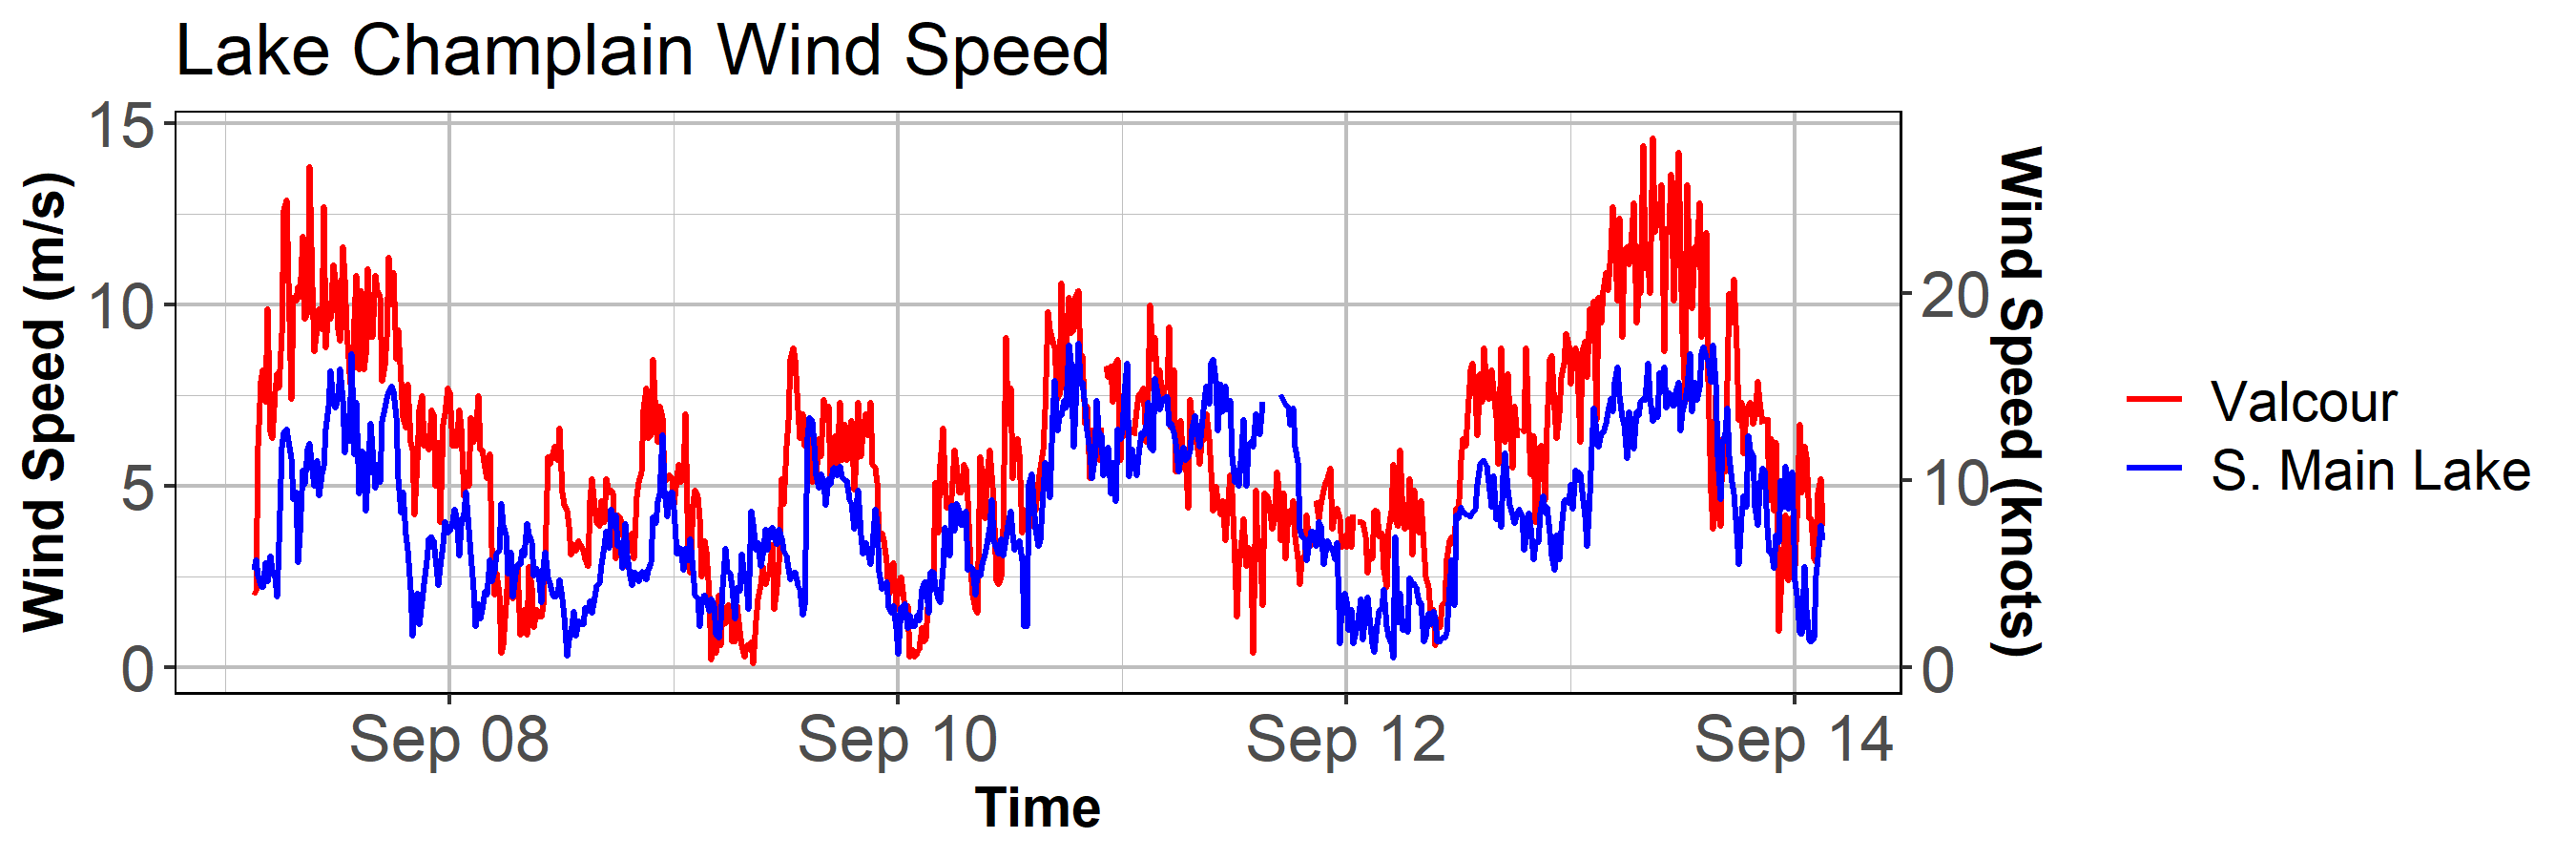 Lake Champlain Wind Speed
15
10
5
0
Wind Speed (m/s)
20
10
0
Wind Speed (knots)
Sep 08
Sep 10
Sep 12
Sep 14
Time
Valcour
S. Main Lake